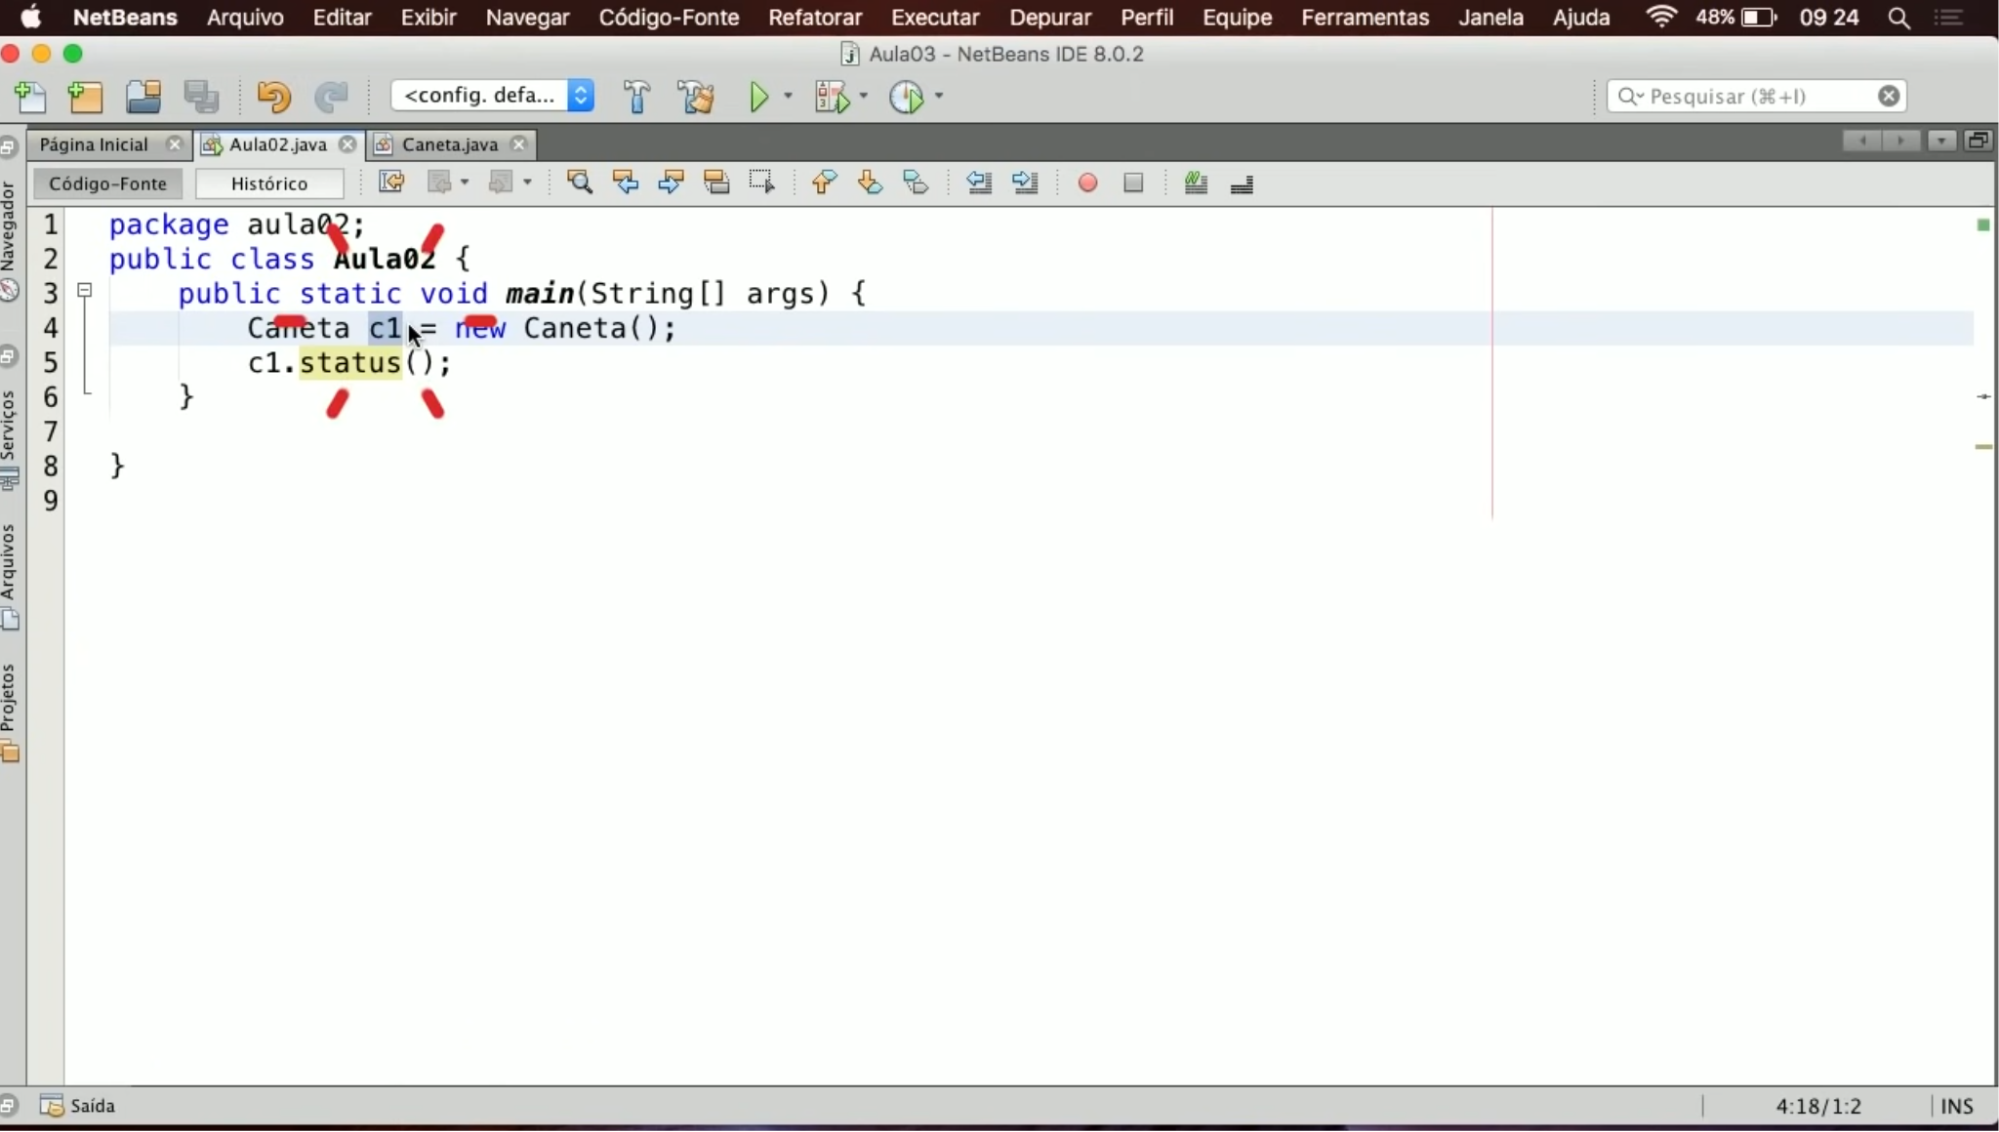 NetBeans Arquivo Editar Exibir Navegar Código-Fonte Refatorar Executar Depurar Perfil Equipe Ferramentas Janela Ajuda 48% 09 24
Aula03 - NetBeans IDE 8.0.2
<config. defa... Pesquisar (⌘+I)
Página Inicial Aula02.java Caneta.java
Código-Fonte Histórico
Navegador
Serviços
Arquivos
Projetos
1 package aula02;
2 public class Aula02 {
3 public static void main(String[] args) {
4 Caneta c1 = new Caneta();
5 c1.status();
6 }
7
8 }
9
Saída 4:18/1:2 INS